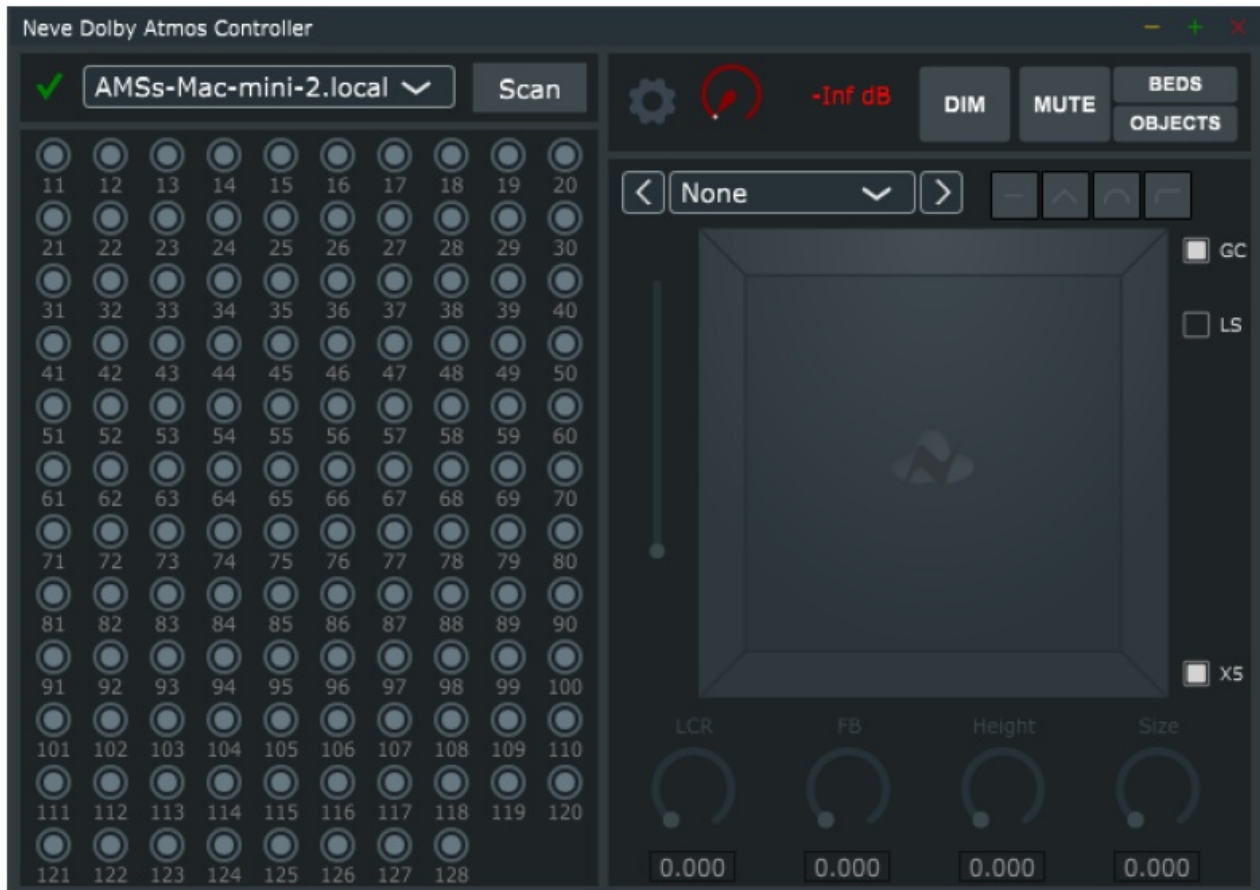 Neve Dolby Atmos Controller
AMSs-Mac-mini-2.local Scan
11 12 13 14 15 16 17 18 19 20
21 22 23 24 25 26 27 28 29 30
31 32 33 34 35 36 37 38 39 40
41 42 43 44 45 46 47 48 49 50
51 52 53 54 55 56 57 58 59 60
61 62 63 64 65 66 67 68 69 70
71 72 73 74 75 76 77 78 79 80
81 82 83 84 85 86 87 88 89 90
91 92 93 94 95 96 97 98 99 100
101 102 103 104 105 106 107 108 109 110
111 112 113 114 115 116 117 118 119 120
121 122 123 124 125 126 127 128
-Inf dB DIM MUTE BEDS
OBJECTS
None
GC
LS
X5
LCR FB Height Size
0.000 0.000 0.000 0.000